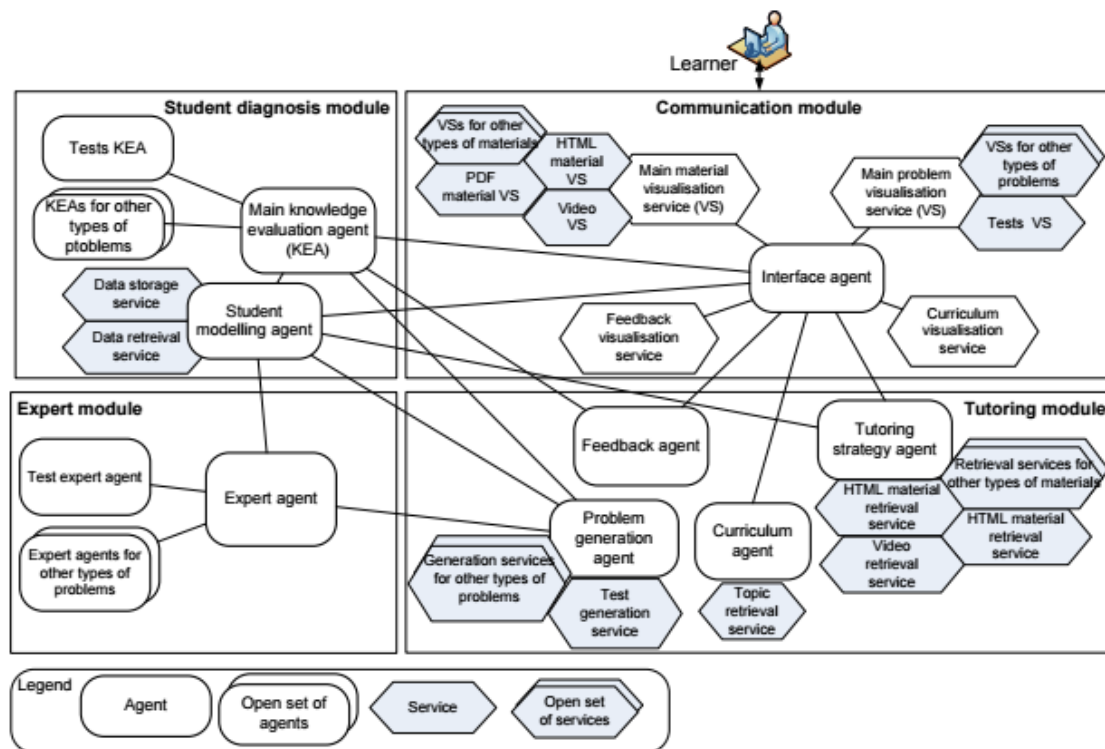 Learner
Student diagnosis module
Tests KEA
KEAs for other
types of ptoblems
Main knowledge
evaluation agent
(KEA)
Data storage
service
Data retreival
service
Student
modelling agent
Communication module
VSs for other
types of materials
HTML
material
VS
PDF
material VS
Video
VS
Main material
visualisation
service (VS)
Main problem
visualisation
service (VS)
VSs for other
types of
problems
Tests VS
Interface agent
Feedback
visualisation
service
Curriculum
visualisation
service
Expert module
Test expert agent
Expert agents for
other types of
problems
Expert agent
Tutoring module
Feedback agent
Tutoring
strategy agent
Retrieval services for
other types of materials
HTML material
retrieval
service
HTML material
retrieval
service
Video
retrieval
service
Problem
generation
agent
Generation services
for other types of
problems
Test
generation
service
Curriculum
agent
Topic
retrieval
service
Legend
Agent
Open set of
agents
Service
Open set
of services